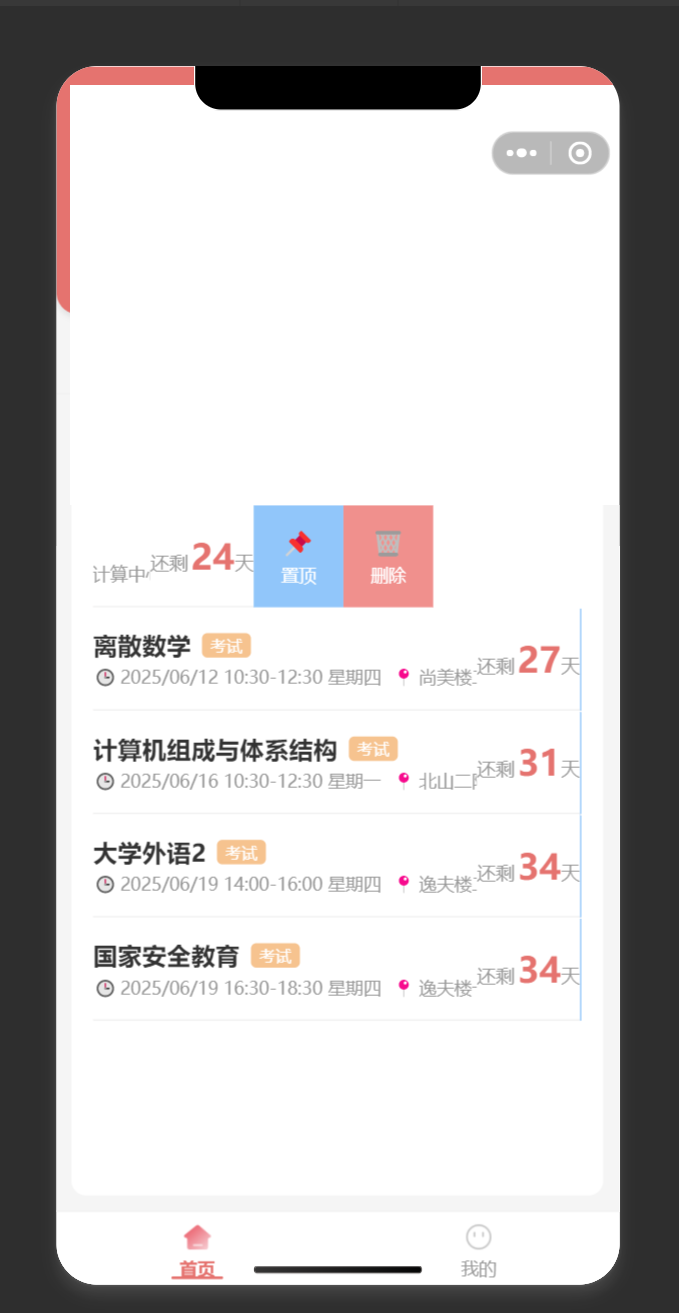 计算中 还剩 24 天 置顶 删除
离散数学 考试
2025/06/12 10:30-12:30 星期四 尚美楼 还剩 27 天
计算机组成与体系结构 考试
2025/06/16 10:30-12:30 星期一 北山二 还剩 31 天
大学外语2 考试
2025/06/19 14:00-16:00 星期四 逸夫楼 还剩 34 天
国家安全教育 考试
2025/06/19 16:30-18:30 星期四 逸夫楼 还剩 34 天
首页 我的